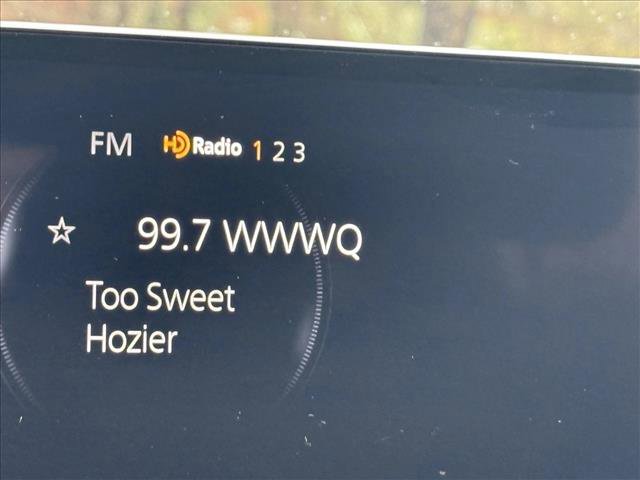 FM HD Radio 1 2 3
99.7 WWWQ
Too Sweet
Hozier